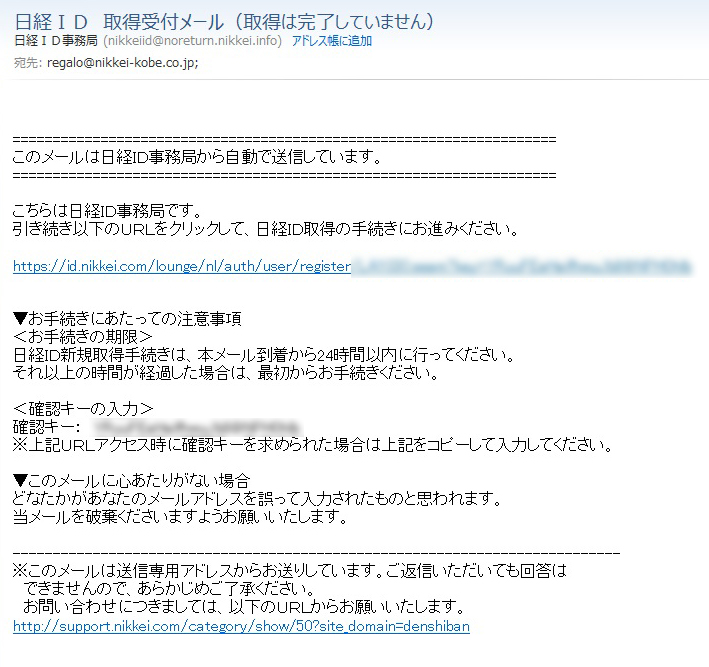 日経ＩＤ　取得受付メール（取得は完了していません）
日経ＩＤ事務局 (nikkeiid@noreturn.nikkei.info) アドレス帳に追加
宛先: regalo@nikkei-kobe.co.jp;
====================================================================
このメールは日経ID事務局から自動で送信しています。
====================================================================
こちらは日経ID事務局です。
引き続き以下のURLをクリックして、日経ID取得の手続きにお進みください。
https://id.nikkei.com/lounge/nl/auth/user/register
▼お手続きにあたっての注意事項
＜お手続きの期限＞
日経ID新規取得手続きは、本メール到着から24時間以内に行ってください。
それ以上の時間が経過した場合は、最初からお手続きください。
＜確認キーの入力＞
確認キー：
※上記URLアクセス時に確認キーを求められた場合は上記をコピーして入力してください。
▼このメールに心あたりがない場合
どなたかがあなたのメールアドレスを誤って入力されたものと思われます。
当メールを破棄くださいますようお願いいたします。
----------------------------------------------------------------------------
※このメールは送信専用アドレスからお送りしています。ご返信いただいても回答は
できませんので、あらかじめご了承ください。
お問い合わせにつきましては、以下のURLからお願いいたします。
http://support.nikkei.com/category/show/50?site_domain=denshiban